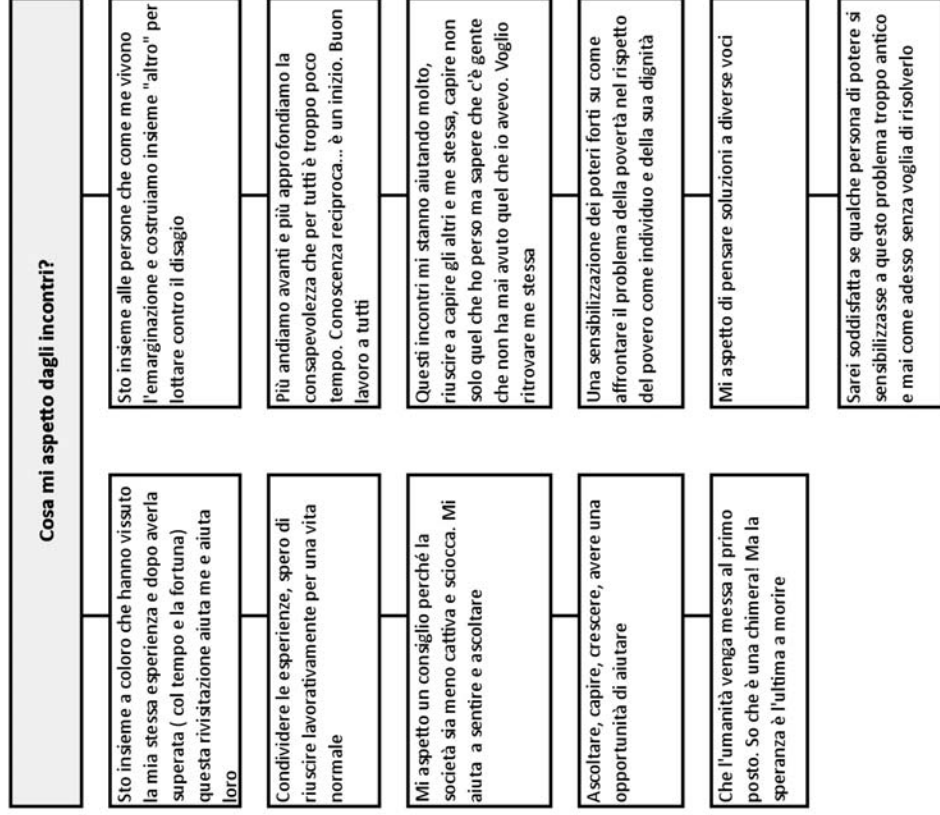 Cosa mi aspetto dagli incontri?
Sto insieme a coloro che hanno vissuto
la mia stessa esperienza e dopo averla
superata ( col tempo e la fortuna)
questa rivisitazione aiuta me e aiuta
loro
Condividere le esperienze, spero di
riuscire lavorativamente per una vita
normale
Mi aspetto un consiglio perché la
società sia meno cattiva e sciocca. Mi
aiuta a sentire e ascoltare
Ascoltare, capire, crescere, avere una
opportunità di aiutare
Che l'umanità venga messa al primo
posto. So che è una chimera! Ma la
speranza è l'ultima a morire
Sto insieme alle persone che come me vivono
l'emarginazione e costruiamo insieme "altro" per
lottare contro il disagio
Più andiamo avanti e più approfondiamo la
consapevolezza che per tutti è troppo poco
tempo. Conoscenza reciproca... è un inizio. Buon
lavoro a tutti
Questi incontri mi stanno aiutando molto,
riuscire a capire gli altri e me stessa, capire non
solo quel che ho perso ma sapere che c'è gente
che non ha mai avuto quel che io avevo. Voglio
ritrovare me stessa
Una sensibilizzazione dei poteri forti su come
affrontare il problema della povertà nel rispetto
del povero come individuo e della sua dignità
Mi aspetto di pensare soluzioni a diverse voci
Sarei soddisfatta se qualche persona di potere si
sensibilizzasse a questo problema troppo antico
e mai come adesso senza voglia di risolverlo